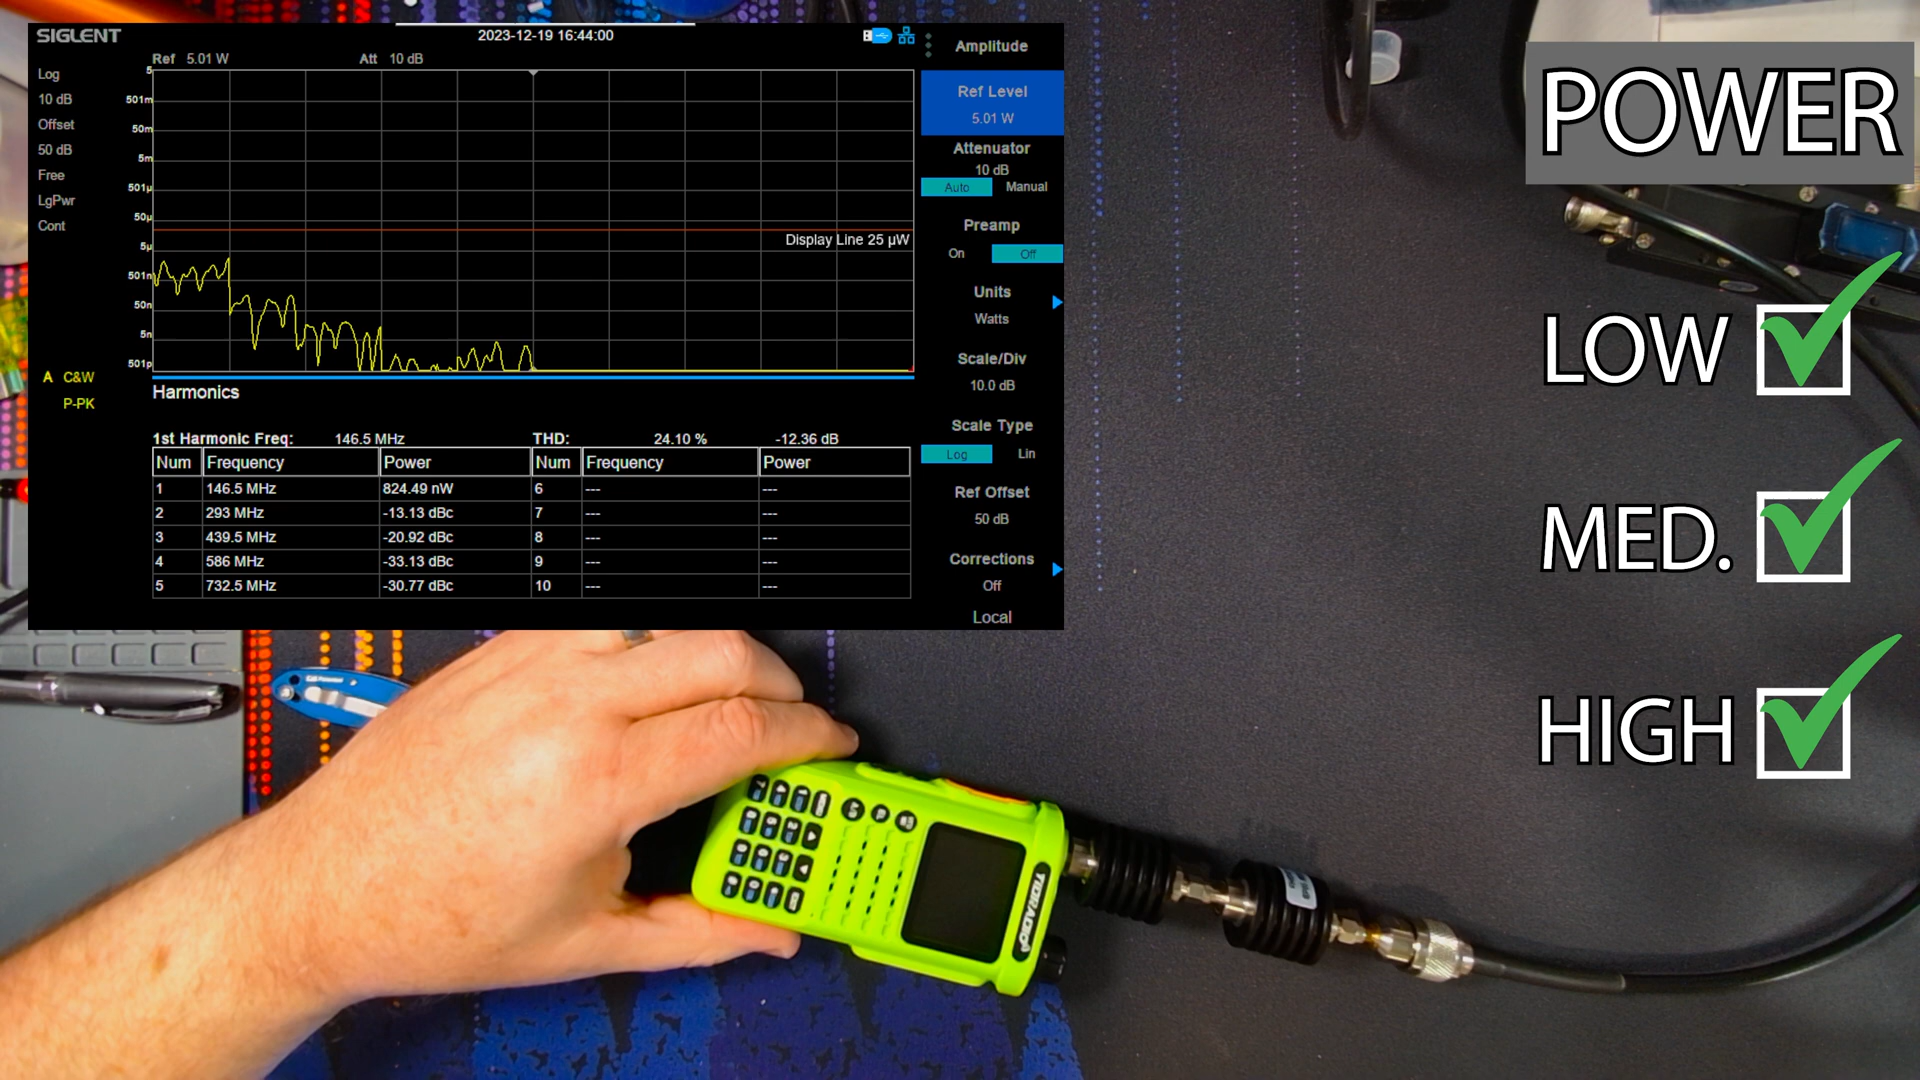 SIGLENT
2023-12-19 16:44:00
Ref 5.01 W
Att 10 dB
Log
10 dB
Offset
50 dB
Free
LgPwr
Cont
A C&W
P-PK
5
501m
50m
5m
501µ
50µ
5µ
501n
50n
5n
501p
Display Line 25 µW
Harmonics
1st Harmonic Freq: 146.5 MHz THD: 24.10 % -12.36 dB
Num Frequency Power Num Frequency Power
1 146.5 MHz 824.49 nW 6 --- ---
2 293 MHz -13.13 dBc 7 --- ---
3 439.5 MHz -20.92 dBc 8 --- ---
4 586 MHz -33.13 dBc 9 --- ---
5 732.5 MHz -30.77 dBc 10 --- ---
Amplitude
Ref Level
5.01 W
Attenuator
10 dB
Auto Manual
Preamp
On Off
Units
Watts
Scale/Div
10.0 dB
Scale Type
Log Lin
Ref Offset
50 dB
Corrections
Off
Local
POWER
LOW
MED.
HIGH
TIDRADIO
MENU
A/B